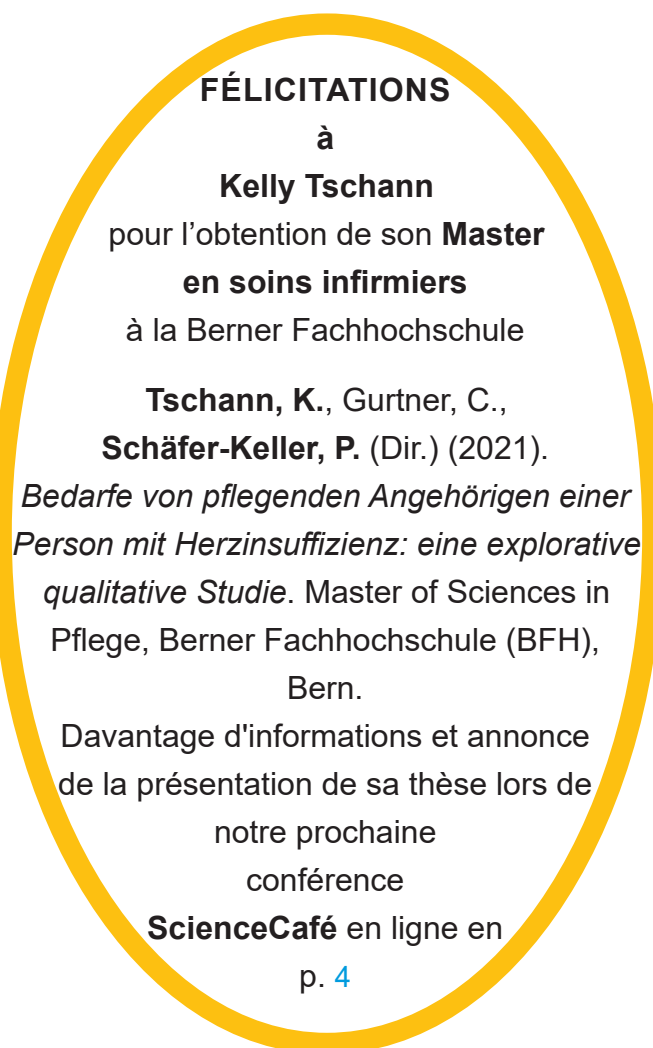 FÉLICITATIONS
à
Kelly Tschann
pour l’obtention de son Master
en soins infirmiers
à la Berner Fachhochschule
Tschann, K., Gurtner, C.,
Schäfer-Keller, P. (Dir.) (2021).
Bedarfe von pflegenden Angehörigen einer
Person mit Herzinsuffizienz: eine explorative
qualitative Studie. Master of Sciences in
Pflege, Berner Fachhochschule (BFH),
Bern.
Davantage d'informations et annonce
de la présentation de sa thèse lors de
notre prochaine
conférence
ScienceCafé en ligne en
p. 4